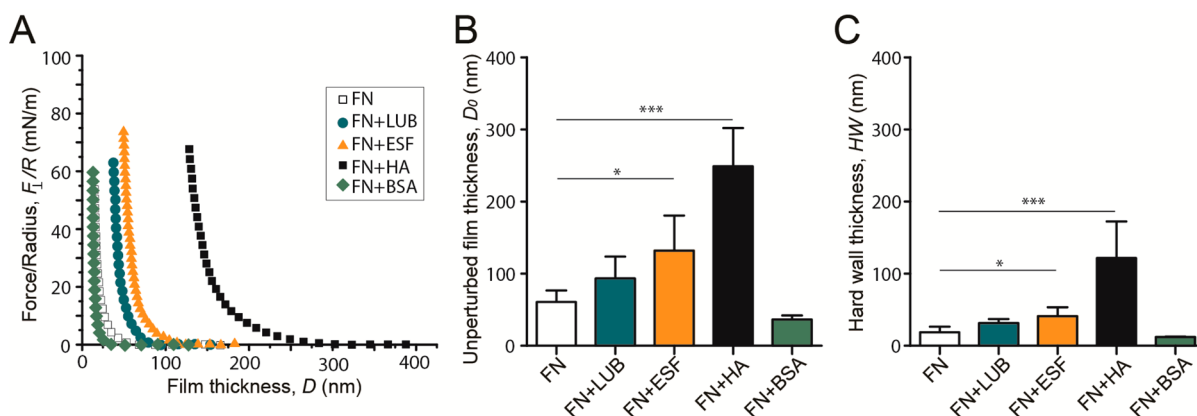 A
Force/Radius, F⊥/R (mN/m)
100
80
60
40
20
0
0
100
200
300
400
Film thickness, D (nm)
FN
FN+LUB
FN+ESF
FN+HA
FN+BSA
B
Unperturbed film thickness, D₀ (nm)
400
300
200
100
0
***
*
FN
FN+LUB
FN+ESF
FN+HA
FN+BSA
C
Hard wall thickness, HW (nm)
400
300
200
100
0
***
*
FN
FN+LUB
FN+ESF
FN+HA
FN+BSA